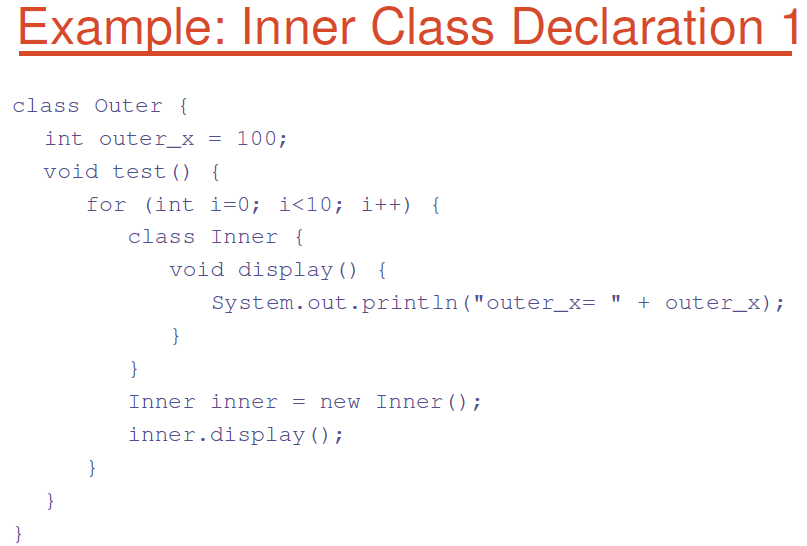 Example: Inner Class Declaration 1
class Outer {
int outer_x = 100;
void test() {
for (int i=0; i<10; i++) {
class Inner {
void display() {
System.out.println("outer_x= " + outer_x);
}
}
Inner inner = new Inner();
inner.display();
}
}
}